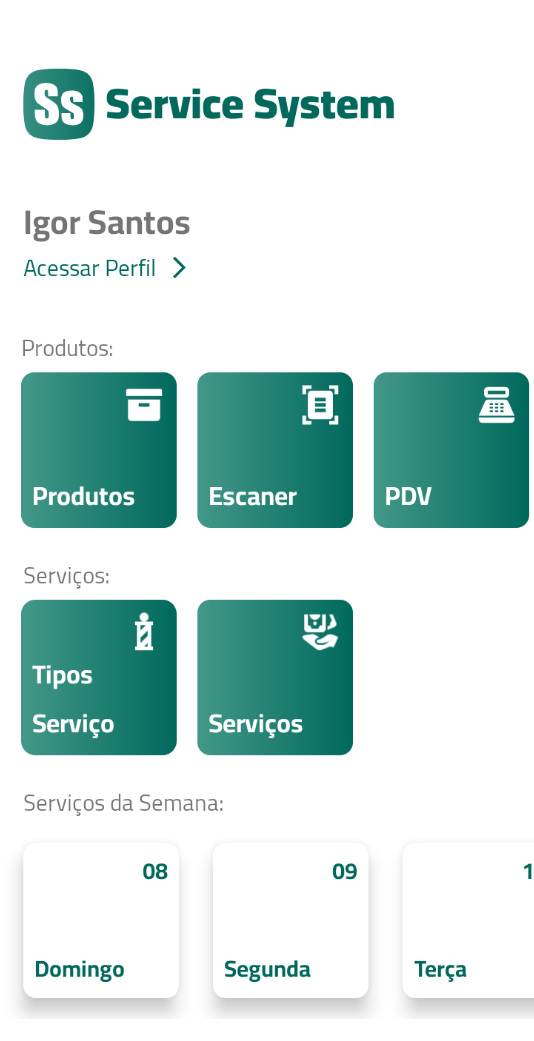 Ss Service System
Igor Santos
Acessar Perfil
Produtos:
Produtos
Escaner
PDV
Serviços:
Tipos
Serviço
Serviços
Serviços da Semana:
08
Domingo
09
Segunda
1
Terça